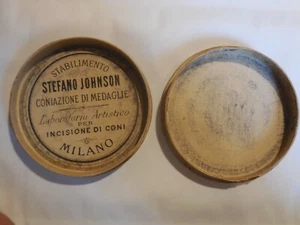 STABILIMENTO
STEFANO JOHNSON
CONIAZIONE DI MEDAGLIE
Laboratorio Artistico
PER
INCISIONE DI CONI
MILANO